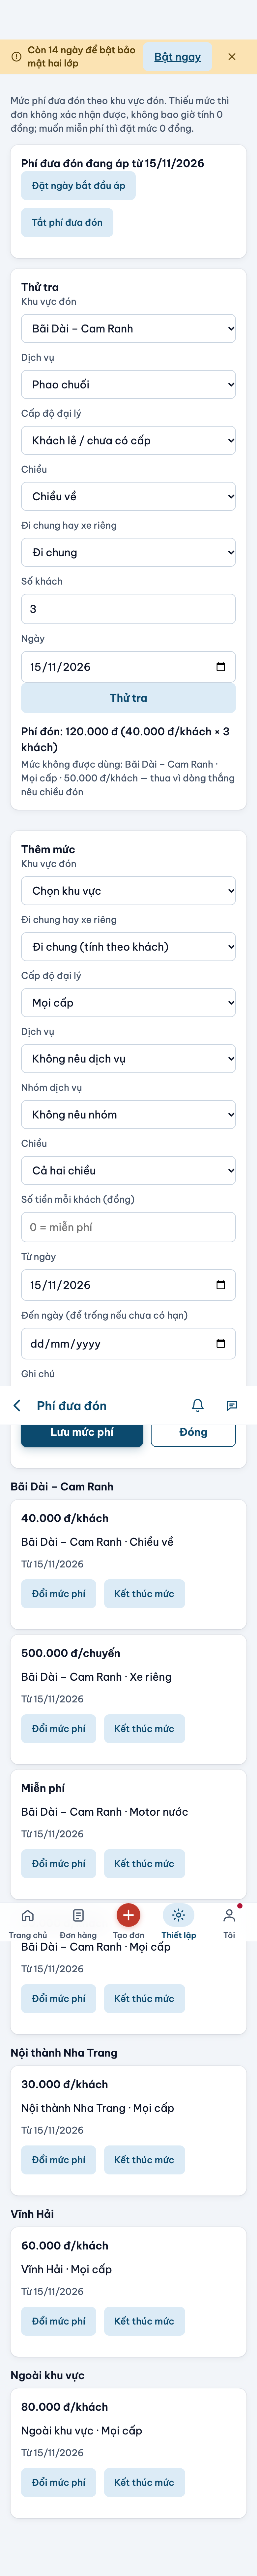 Còn 14 ngày để bật bảo
mật hai lớp
Bật ngay
Mức phí đưa đón theo khu vực đón. Thiếu mức thì
đơn không xác nhận được, không bao giờ tính 0
đồng; muốn miễn phí thì đặt mức 0 đồng.
Phí đưa đón đang áp từ 15/11/2026
Đặt ngày bắt đầu áp
Tắt phí đưa đón
Thử tra
Khu vực đón
Bãi Dài – Cam Ranh
Dịch vụ
Phao chuối
Cấp độ đại lý
Khách lẻ / chưa có cấp
Chiều
Chiều về
Đi chung hay xe riêng
Đi chung
Số khách
3
Ngày
15/11/2026
Thử tra
Phí đón: 120.000 đ (40.000 đ/khách × 3
khách)
Mức không được dùng: Bãi Dài – Cam Ranh ·
Mọi cấp · 50.000 đ/khách — thua vì dòng thắng
nêu chiều đón
Thêm mức
Khu vực đón
Chọn khu vực
Đi chung hay xe riêng
Đi chung (tính theo khách)
Cấp độ đại lý
Mọi cấp
Dịch vụ
Không nêu dịch vụ
Nhóm dịch vụ
Không nêu nhóm
Chiều
Cả hai chiều
Số tiền mỗi khách (đồng)
0 = miễn phí
Từ ngày
15/11/2026
Đến ngày (để trống nếu chưa có hạn)
dd/mm/yyyy
Ghi chú
Phí đưa đón
Lưu mức phí
Đóng
Bãi Dài – Cam Ranh
40.000 đ/khách
Bãi Dài – Cam Ranh · Chiều về
Từ 15/11/2026
Đổi mức phí
Kết thúc mức
500.000 đ/chuyến
Bãi Dài – Cam Ranh · Xe riêng
Từ 15/11/2026
Đổi mức phí
Kết thúc mức
Miễn phí
Bãi Dài – Cam Ranh · Motor nước
Từ 15/11/2026
Đổi mức phí
Kết thúc mức
Trang chủ
Đơn hàng
Tạo đơn
Thiết lập
Tôi
Bãi Dài – Cam Ranh · Mọi cấp
Từ 15/11/2026
Đổi mức phí
Kết thúc mức
Nội thành Nha Trang
30.000 đ/khách
Nội thành Nha Trang · Mọi cấp
Từ 15/11/2026
Đổi mức phí
Kết thúc mức
Vĩnh Hải
60.000 đ/khách
Vĩnh Hải · Mọi cấp
Từ 15/11/2026
Đổi mức phí
Kết thúc mức
Ngoài khu vực
80.000 đ/khách
Ngoài khu vực · Mọi cấp
Từ 15/11/2026
Đổi mức phí
Kết thúc mức